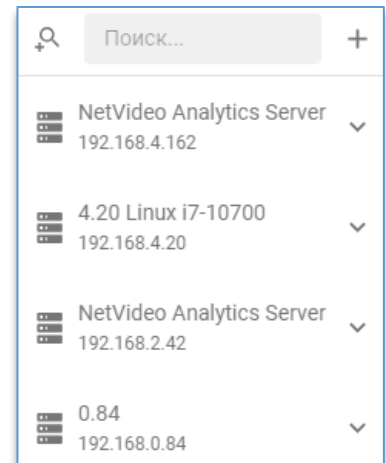 Поиск...
NetVideo Analytics Server
192.168.4.162
4.20 Linux i7-10700
192.168.4.20
NetVideo Analytics Server
192.168.2.42
0.84
192.168.0.84